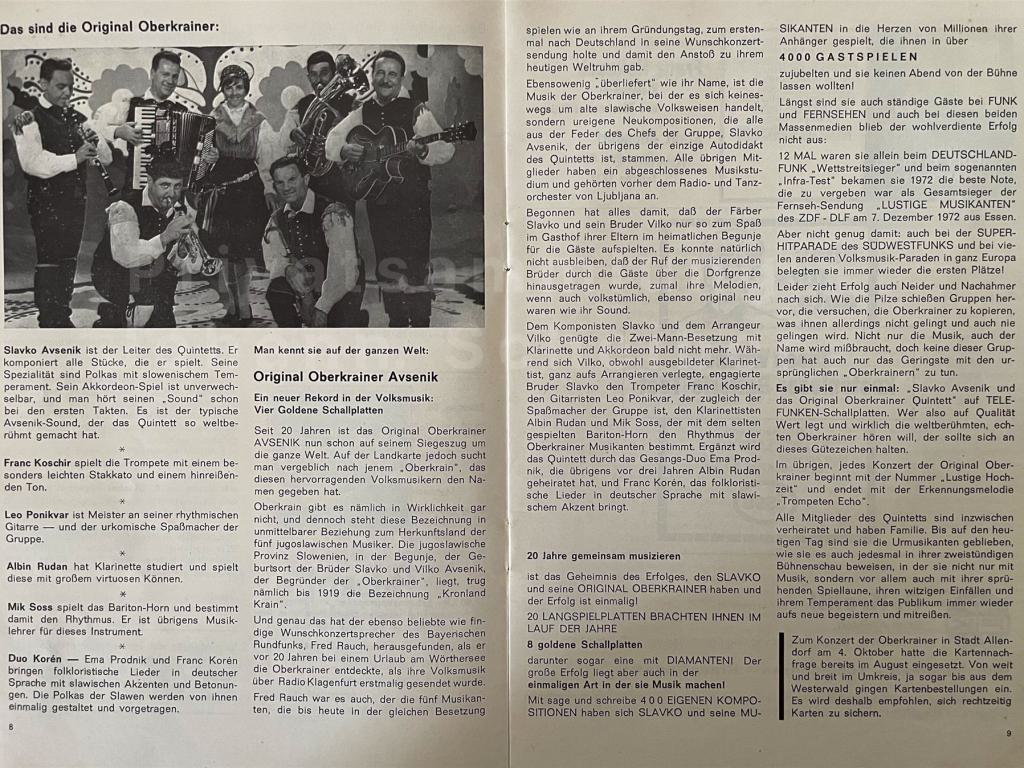 Das sind die Original Oberkrainer:
Slavko Avsenik ist der Leiter des Quintetts. Er
komponiert alle Stücke, die er spielt. Seine
Spezialität sind Polkas mit slowenischem Tem-
perament. Sein Akkordeon-Spiel ist unverwech-
selbar, und man hört seinen „Sound" schon
bei den ersten Takten. Es ist der typische
Avsenik-Sound, der das Quintett so weltbe-
rühmt gemacht hat.
*
Franc Koschir spielt die Trompete mit einem be-
sonders leichten Stakkato und einem hinreißen-
den Ton.
*
Leo Ponikvar ist Meister an seiner rhythmischen
Gitarre — und der urkomische Spaßmacher der
Gruppe.
*
Albin Rudan hat Klarinette studiert und spielt
diese mit großem virtuosen Können.
*
Mik Soss spielt das Bariton-Horn und bestimmt
damit den Rhythmus. Er ist übrigens Musik-
lehrer für dieses Instrument.
*
Duo Korén — Ema Prodnik und Franc Korén
bringen folkloristische Lieder in deutscher
Sprache mit slawischen Akzenten und Betonun-
gen. Die Polkas der Slawen werden von ihnen
einmalig gestaltet und vorgetragen.
8
Man kennt sie auf der ganzen Welt:
Original Oberkrainer Avsenik
Ein neuer Rekord in der Volksmusik:
Vier Goldene Schallplatten
Seit 20 Jahren ist das Original Oberkrainer
AVSENIK nun schon auf seinem Siegeszug um
die ganze Welt. Auf der Landkarte jedoch sucht
man vergeblich nach jenem „Oberkrain", das
diesen hervorragenden Volksmusikern den Na-
men gegeben hat.
Oberkrain gibt es nämlich in Wirklichkeit gar
nicht, und dennoch steht diese Bezeichnung in
unmittelbarer Beziehung zum Herkunftsland der
fünf jugoslawischen Musiker. Die jugoslawische
Provinz Slowenien, in der Begunje, der Ge-
burtsort der Brüder Slavko und Vilko Avsenik,
der Begründer der „Oberkrainer", liegt, trug
nämlich bis 1919 die Bezeichnung „Kronland
Krain".
Und genau das hat der ebenso beliebte wie fin-
dige Wunschkonzertsprecher des Bayerischen
Rundfunks, Fred Rauch, herausgefunden, als er
vor 20 Jahren bei einem Urlaub am Wörthersee
die Oberkrainer entdeckte, als ihre Volksmusik
über Radio Klagenfurt erstmalig gesendet wurde.
Fred Rauch war es auch, der die fünf Musikan-
ten, die bis heute in der gleichen Besetzung
spielen wie an ihrem Gründungstag, zum ersten-
mal nach Deutschland in seine Wunschkonzert-
sendung holte und damit den Anstoß zu ihrem
heutigen Weltruhm gab.
Ebensowenig „überliefert" wie ihr Name, ist die
Musik der Oberkrainer, bei der es sich keines-
wegs um alte slawische Volksweisen handelt,
sondern ureigene Neukompositionen, die alle
aus der Feder des Chefs der Gruppe, Slavko
Avsenik, der übrigens der einzige Autodidakt
des Quintetts ist, stammen. Alle übrigen Mit-
glieder haben ein abgeschlossenes Musikstu-
dium und gehörten vorher dem Radio- und Tanz-
orchester von Ljubljana an.
Begonnen hat alles damit, daß der Färber
Slavko und sein Bruder Vilko nur so zum Spaß
im Gasthof ihrer Eltern im heimatlichen Begunje
für die Gäste aufspielten. Es konnte natürlich
nicht ausbleiben, daß der Ruf der musizierenden
Brüder durch die Gäste über die Dorfgrenze
hinausgetragen wurde, zumal ihre Melodien,
wenn auch volkstümlich, ebenso original neu
waren wie ihr Sound.
Dem Komponisten Slavko und dem Arrangeur
Vilko genügte die Zwei-Mann-Besetzung mit
Klarinette und Akkordeon bald nicht mehr. Wäh-
rend sich Vilko, obwohl ausgebildeter Klarinet-
tist, ganz aufs Arrangieren verlegte, engagierte
Bruder Slavko den Trompeter Franc Koschir,
den Gitarristen Leo Ponikvar, der zugleich der
Spaßmacher der Gruppe ist, den Klarinettisten
Albin Rudan und Mik Soss, der mit dem selten
gespielten Bariton-Horn den Rhythmus der
Oberkrainer Musikanten bestimmt. Ergänzt wird
das Quintett durch das Gesangs-Duo Ema Prod-
nik, die übrigens vor drei Jahren Albin Rudan
geheiratet hat, und Franc Korén, das folkloristi-
sche Lieder in deutscher Sprache mit slawi-
schem Akzent bringt.
20 Jahre gemeinsam musizieren
ist das Geheimnis des Erfolges, den SLAVKO
und seine ORIGINAL OBERKRAINER haben und
der Erfolg ist einmalig!
20 LANGSPIELPLATTEN BRACHTEN IHNEN IM
LAUF DER JAHRE
8 goldene Schallplatten
darunter sogar eine mit DIAMANTEN! Der
große Erfolg liegt aber auch in der
einmaligen Art in der sie Musik machen!
Mit sage und schreibe 400 EIGENEN KOMPO-
SITIONEN haben sich SLAVKO und seine MU-
SIKANTEN in die Herzen von Millionen ihrer
Anhänger gespielt, die ihnen in über
4000 GASTSPIELEN
zujubelten und sie keinen Abend von der Bühne
lassen wollten!
Längst sind sie auch ständige Gäste bei FUNK
und FERNSEHEN und auch bei diesen beiden
Massenmedien blieb der wohlverdiente Erfolg
nicht aus:
12 MAL waren sie allein beim DEUTSCHLAND-
FUNK „Wettstreitsieger" und beim sogenannten
„Infra-Test" bekamen sie 1972 die beste Note,
die zu vergeben war als Gesamtsieger der
Fernseh-Sendung „LUSTIGE MUSIKANTEN"
des ZDF - DLF am 7. Dezember 1972 aus Essen.
Aber nicht genug damit: auch bei der SUPER-
HITPARADE des SÜDWESTFUNKS und bei vie-
len anderen Volksmusik-Paraden in ganz Europa
belegten sie immer wieder die ersten Plätze!
Leider zieht Erfolg auch Neider und Nachahmer
nach sich. Wie die Pilze schießen Gruppen her-
vor, die versuchen, die Oberkrainer zu kopieren,
was ihnen allerdings nicht gelingt und auch nie
gelingen wird. Nicht nur die Musik, auch der
Name wird mißbraucht, doch keine dieser Grup-
pen hat auch nur das Geringste mit den ur-
sprünglichen „Oberkrainern" zu tun.
Es gibt sie nur einmal: „Slavko Avsenik und
das Original Oberkrainer Quintett" auf TELE-
FUNKEN-Schallplatten. Wer also auf Qualität
Wert legt und wirklich die weltberühmten, ech-
ten Oberkrainer hören will, der sollte sich an
dieses Gütezeichen halten.
Im übrigen, jedes Konzert der Original Ober-
krainer beginnt mit der Nummer „Lustige Hoch-
zeit" und endet mit der Erkennungsmelodie
„Trompeten Echo".
Alle Mitglieder des Quintetts sind inzwischen
verheiratet und haben Familie. Bis auf den heu-
tigen Tag sind sie die Urmusikanten geblieben,
wie sie es auch jedesmal in ihrer zweistündigen
Bühnenschau beweisen, in der sie nicht nur mit
Musik, sondern vor allem auch mit ihrer sprü-
henden Spiellaune, ihren witzigen Einfällen und
ihrem Temperament das Publikum immer wieder
aufs neue begeistern und mitreißen.
Zum Konzert der Oberkrainer in Stadt Allen-
dorf am 4. Oktober hatte die Kartennach-
frage bereits im August eingesetzt. Von weit
und breit im Umkreis, ja sogar bis aus dem
Westerwald gingen Kartenbestellungen ein.
Es wird deshalb empfohlen, sich rechtzeitig
Karten zu sichern.
9